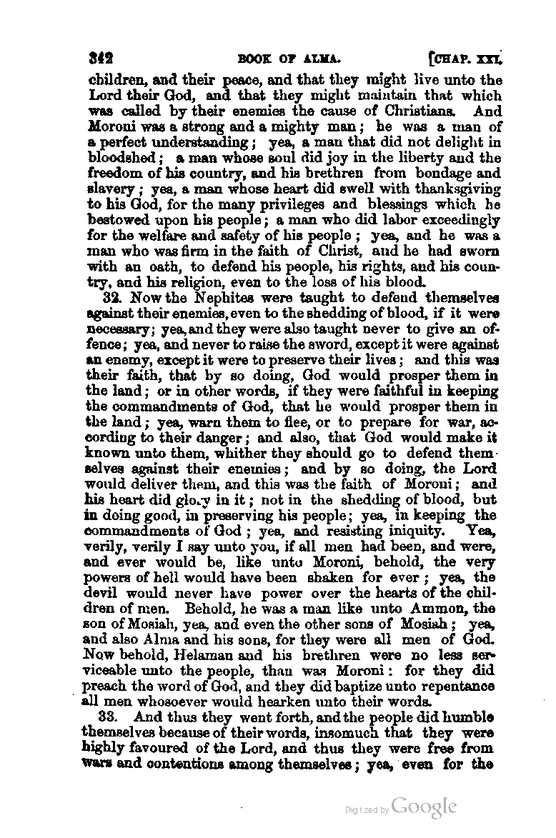 342 BOOK OF ALMA. [CHAP. XXI.
children, and their peace, and that they might live unto the
Lord their God, and that they might maintain that which
was called by their enemies the cause of Christians. And
Moroni was a strong and a mighty man; he was a man of
a perfect understanding; yea, a man that did not delight in
bloodshed; a man whose soul did joy in the liberty and the
freedom of his country, and his brethren from bondage and
slavery; yea, a man whose heart did swell with thanksgiving
to his God, for the many privileges and blessings which he
bestowed upon his people; a man who did labor exceedingly
for the welfare and safety of his people; yea, and he was a
man who was firm in the faith of Christ, and he had sworn
with an oath, to defend his people, his rights, and his coun-
try, and his religion, even to the loss of his blood.
32. Now the Nephites were taught to defend themselves
against their enemies, even to the shedding of blood, if it were
necessary; yea, and they were also taught never to give an of-
fence; yea, and never to raise the sword, except it were against
an enemy, except it were to preserve their lives; and this was
their faith, that by so doing, God would prosper them in
the land; or in other words, if they were faithful in keeping
the commandments of God, that he would prosper them in
the land; yea, warn them to flee, or to prepare for war, ac-
cording to their danger; and also, that God would make it
known unto them, whither they should go to defend them-
selves against their enemies; and by so doing, the Lord
would deliver them, and this was the faith of Moroni; and
his heart did glory in it; not in the shedding of blood, but
in doing good, in preserving his people; yea, in keeping the
commandments of God; yea, and resisting iniquity. Yea,
verily, verily I say unto you, if all men had been, and were,
and ever would be, like unto Moroni, behold, the very
powers of hell would have been shaken for ever; yea, the
devil would never have power over the hearts of the chil-
dren of men. Behold, he was a man like unto Ammon, the
son of Mosiah, yea, and even the other sons of Mosiah; yea,
and also Alma and his sons, for they were all men of God.
Now behold, Helaman and his brethren were no less ser-
viceable unto the people, than was Moroni: for they did
preach the word of God, and they did baptize unto repentance
all men whosoever would hearken unto their words.
33. And thus they went forth, and the people did humble
themselves because of their words, insomuch that they were
highly favoured of the Lord, and thus they were free from
wars and contentions among themselves; yea, even for the
Digitized by Google